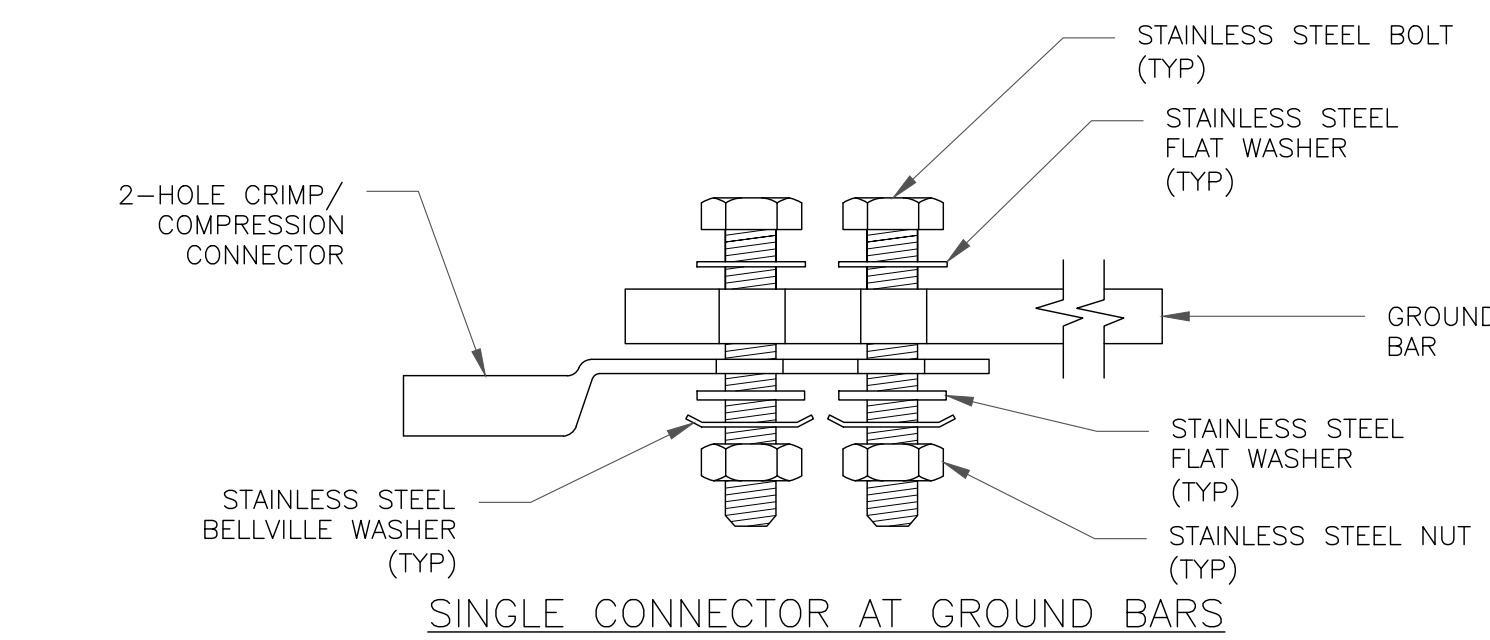 STAINLESS STEEL BOLT
(TYP)
STAINLESS STEEL
FLAT WASHER
(TYP)
2-HOLE CRIMP/
COMPRESSION
CONNECTOR
GROUND
BAR
STAINLESS STEEL
FLAT WASHER
(TYP)
STAINLESS STEEL
BELLVILLE WASHER
(TYP)
STAINLESS STEEL NUT
(TYP)
SINGLE CONNECTOR AT GROUND BARS